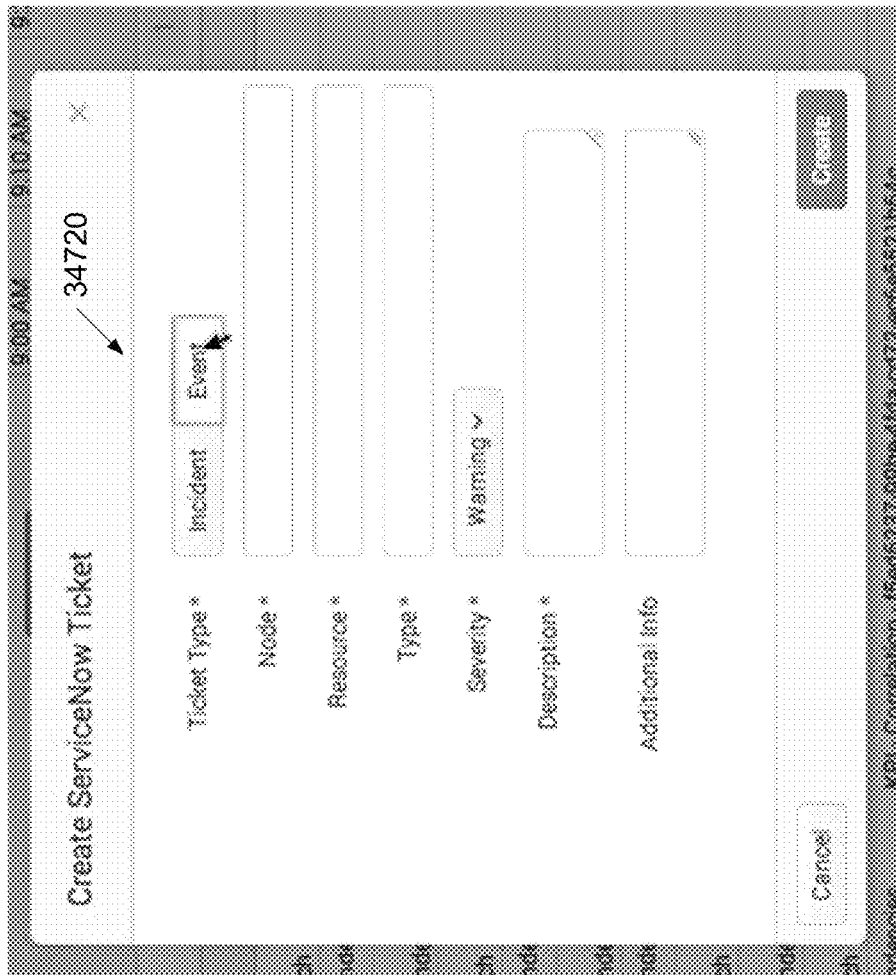 9:00 AM 9:10 AM
34720
Create ServiceNow Ticket ×
Ticket Type * Incident Event
Node *
Resource *
Type *
Severity * Warning
Description *
Additional Info
Cancel Create